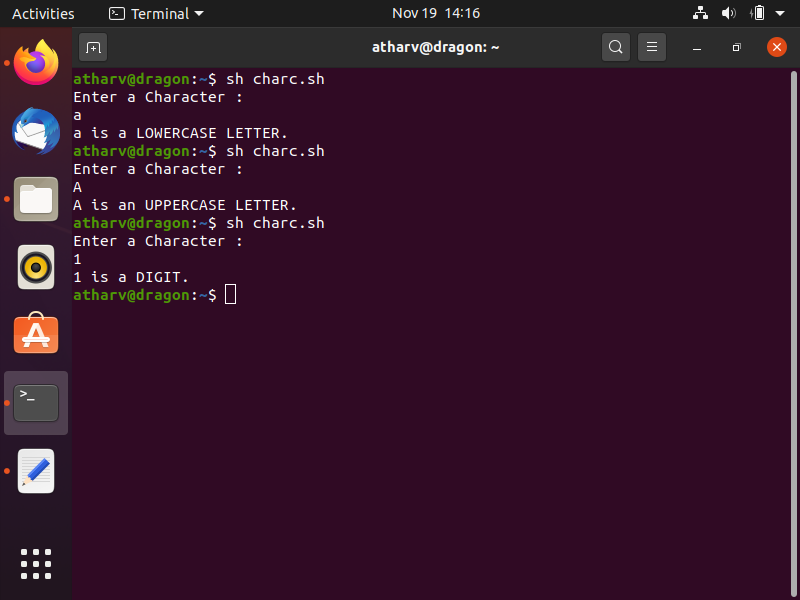 Activities Terminal Nov 19 14:16
atharv@dragon: ~
atharv@dragon:~$ sh charc.sh
Enter a Character :
a
a is a LOWERCASE LETTER.
atharv@dragon:~$ sh charc.sh
Enter a Character :
A
A is an UPPERCASE LETTER.
atharv@dragon:~$ sh charc.sh
Enter a Character :
1
1 is a DIGIT.
atharv@dragon:~$